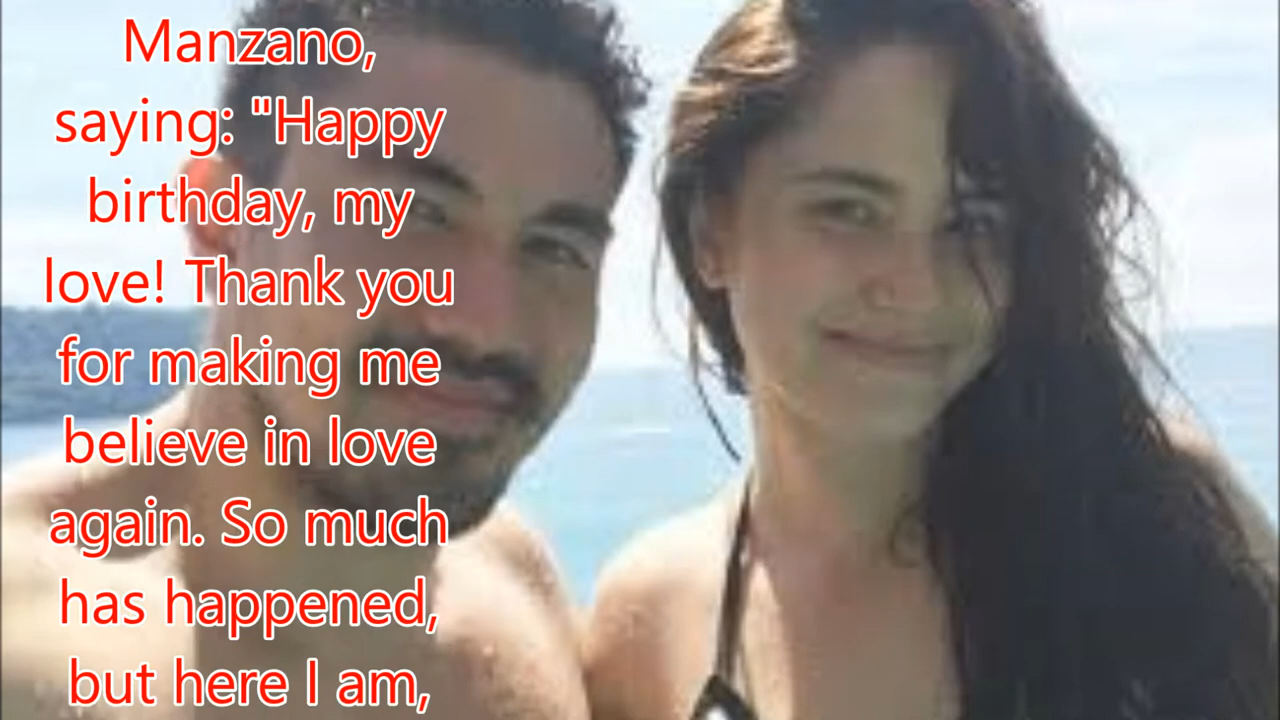 Manzano,
saying: "Happy
birthday, my
love! Thank you
for making me
believe in love
again. So much
has happened,
but here I am,